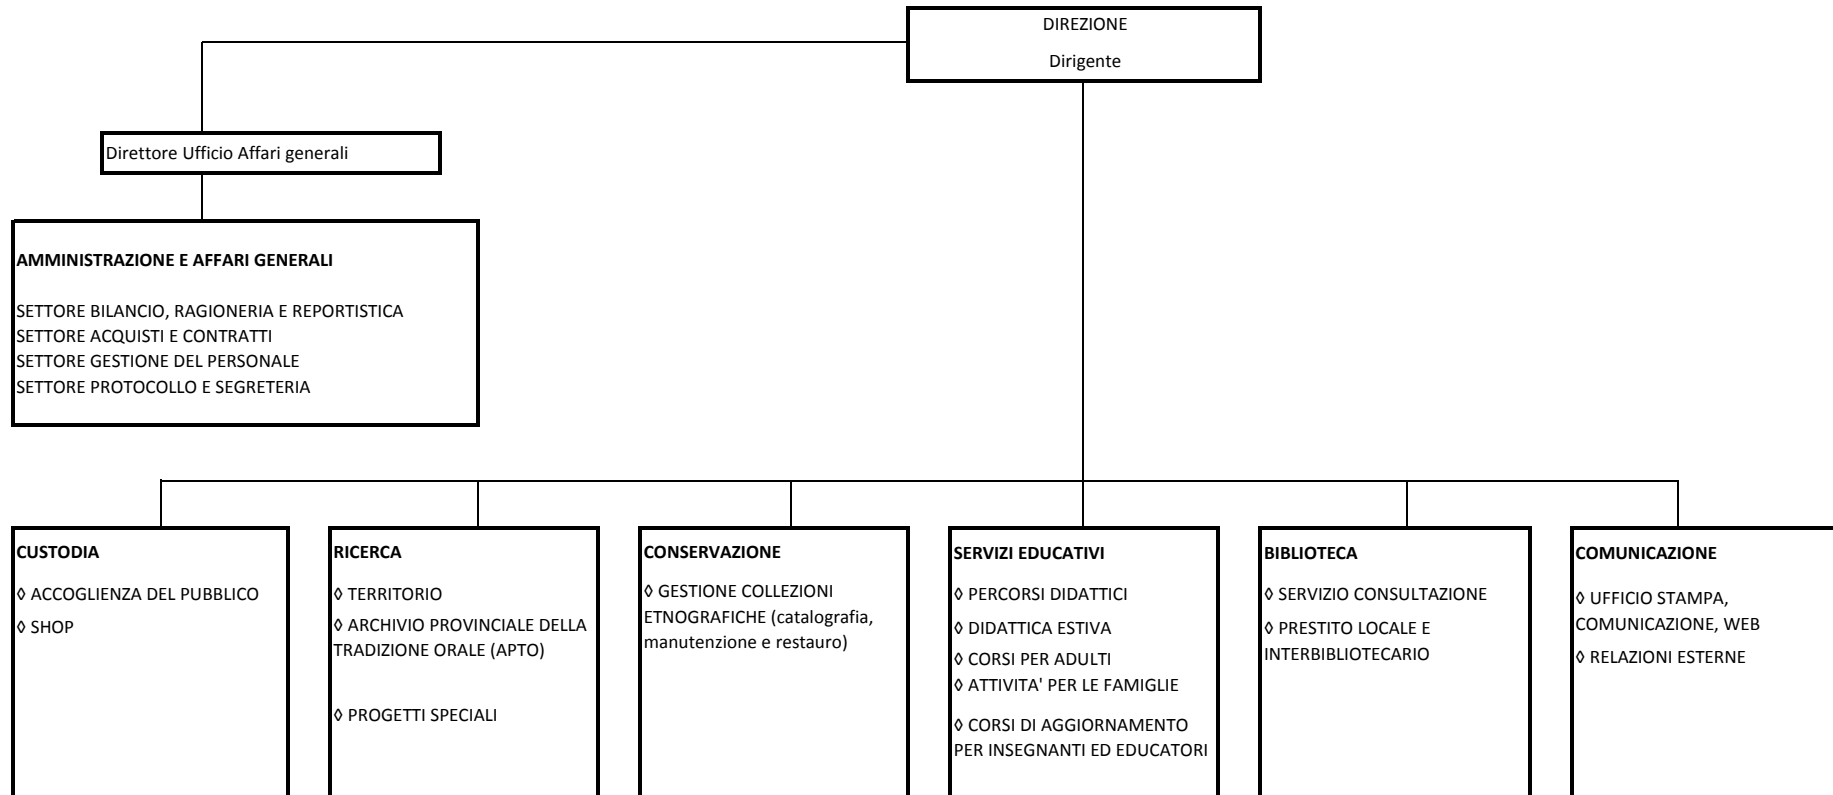 DIREZIONE
Dirigente
Direttore Ufficio Affari generali
AMMINISTRAZIONE E AFFARI GENERALI
SETTORE BILANCIO, RAGIONERIA E REPORTISTICA
SETTORE ACQUISTI E CONTRATTI
SETTORE GESTIONE DEL PERSONALE
SETTORE PROTOCOLLO E SEGRETERIA
CUSTODIA
◊ ACCOGLIENZA DEL PUBBLICO
◊ SHOP
RICERCA
◊ TERRITORIO
◊ ARCHIVIO PROVINCIALE DELLA
TRADIZIONE ORALE (APTO)
◊ PROGETTI SPECIALI
CONSERVAZIONE
◊ GESTIONE COLLEZIONI
ETNOGRAFICHE (catalografia,
manutenzione e restauro)
SERVIZI EDUCATIVI
◊ PERCORSI DIDATTICI
◊ DIDATTICA ESTIVA
◊ CORSI PER ADULTI
◊ ATTIVITA' PER LE FAMIGLIE
◊ CORSI DI AGGIORNAMENTO
PER INSEGNANTI ED EDUCATORI
BIBLIOTECA
◊ SERVIZIO CONSULTAZIONE
◊ PRESTITO LOCALE E
INTERBIBLIOTECARIO
COMUNICAZIONE
◊ UFFICIO STAMPA,
COMUNICAZIONE, WEB
◊ RELAZIONI ESTERNE